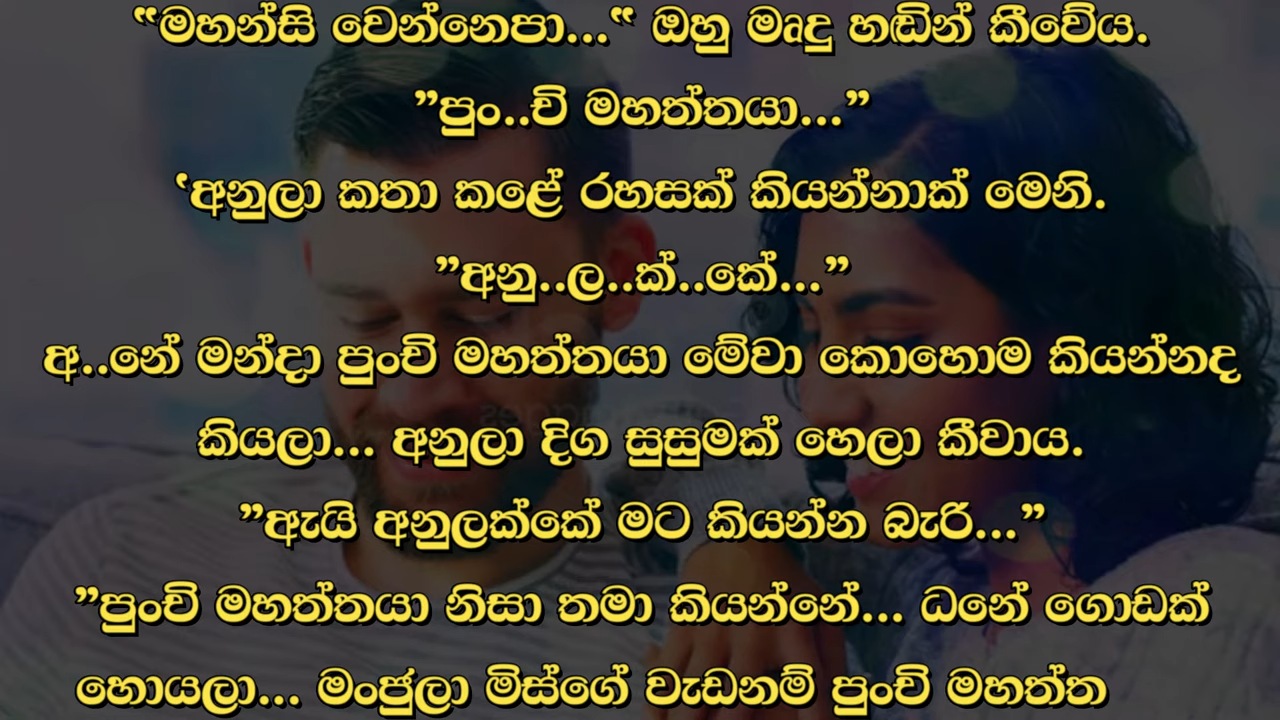 “මහන්සි වෙන්නෙපා...“ ඔහු මෘදු හඬින් කීවේය.
”පුං..චි මහත්තයා...”
‘අනුලා කතා කළේ රහසක් කියන්නාක් මෙනි.
”අනු..ල..ක්..කේ...”
අ..නේ මන්දා පුංචි මහත්තයා මේවා කොහොම කියන්නද
කියලා... අනුලා දිග සුසුමක් හෙලා කීවාය.
”ඇයි අනුලක්කේ මට කියන්න බැරි...”
”පුංචි මහත්තයා නිසා තමා කියන්නේ... ධනේ ගොඩක්
හොයලා... මංජුලා මිස්ගේ වැඩනම් පුංචි මහත්ත